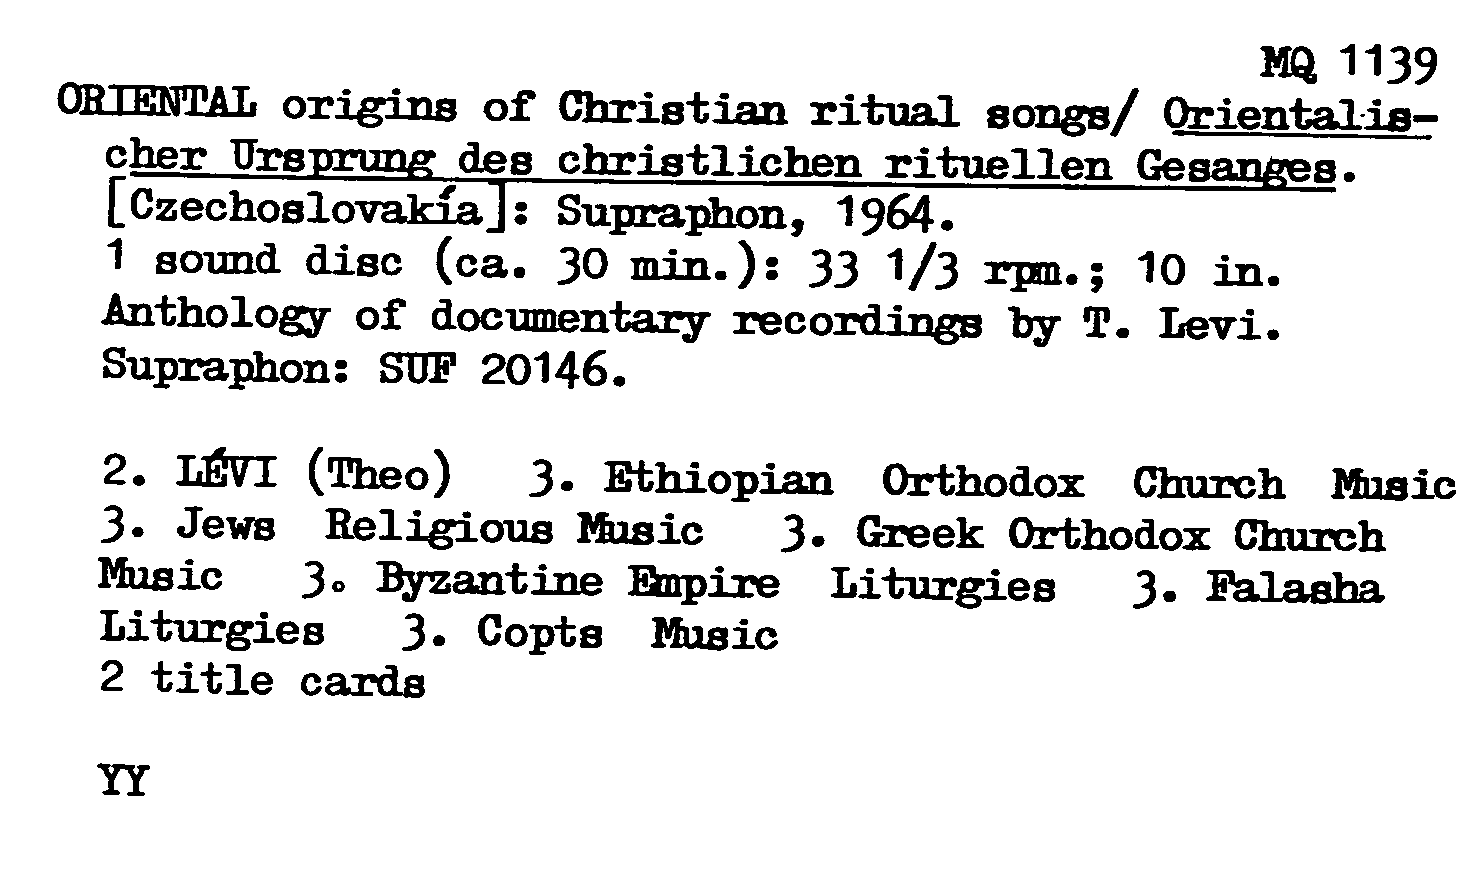 MQ 1139
ORIENTAL origins of Christian ritual songs/ Orientalis-
cher Ursprung des christlichen rituellen Gesanges.
[Czechoslovakía]: Supraphon, 1964.
1 sound disc (ca. 30 min.): 33 1/3 rpm.; 10 in.
Anthology of documentary recordings by T. Levi.
Supraphon: SUF 20146.
2. LÉVI (Theo) 3. Ethiopian Orthodox Church Music
3. Jews Religious Music 3. Greek Orthodox Church
Music 3. Byzantine Empire Liturgies 3. Falasha
Liturgies 3. Copts Music
2 title cards
YY